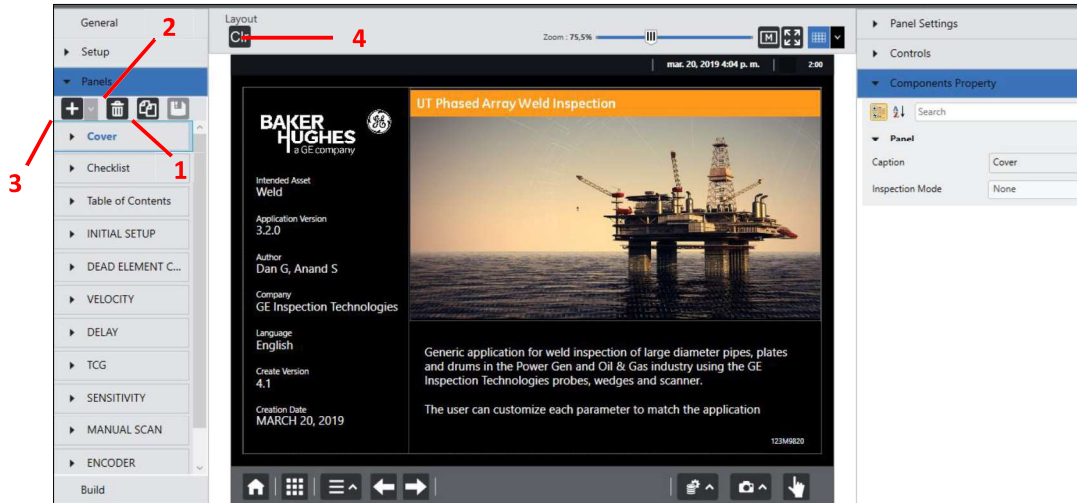 General
2
Setup
Panels
3
1
Cover
Checklist
Table of Contents
INITIAL SETUP
DEAD ELEMENT C...
VELOCITY
DELAY
TCG
SENSITIVITY
MANUAL SCAN
ENCODER
Build
Layout
4
Zoom : 75,5%
M
mar. 20, 2019 4:04 p. m.
2:00
BAKER
HUGHES
a GE company
Intended Asset
Weld
Application Version
3.2.0
Author
Dan G, Anand S
Company
GE Inspection Technologies
Language
English
Create Version
4.1
Creation Date
MARCH 20, 2019
UT Phased Array Weld Inspection
Generic application for weld inspection of large diameter pipes, plates
and drums in the Power Gen and Oil & Gas industry using the GE
Inspection Technologies probes, wedges and scanner.
The user can customize each parameter to match the application
123M9820
Panel Settings
Controls
Components Property
Search
Panel
Caption
Cover
Inspection Mode
None